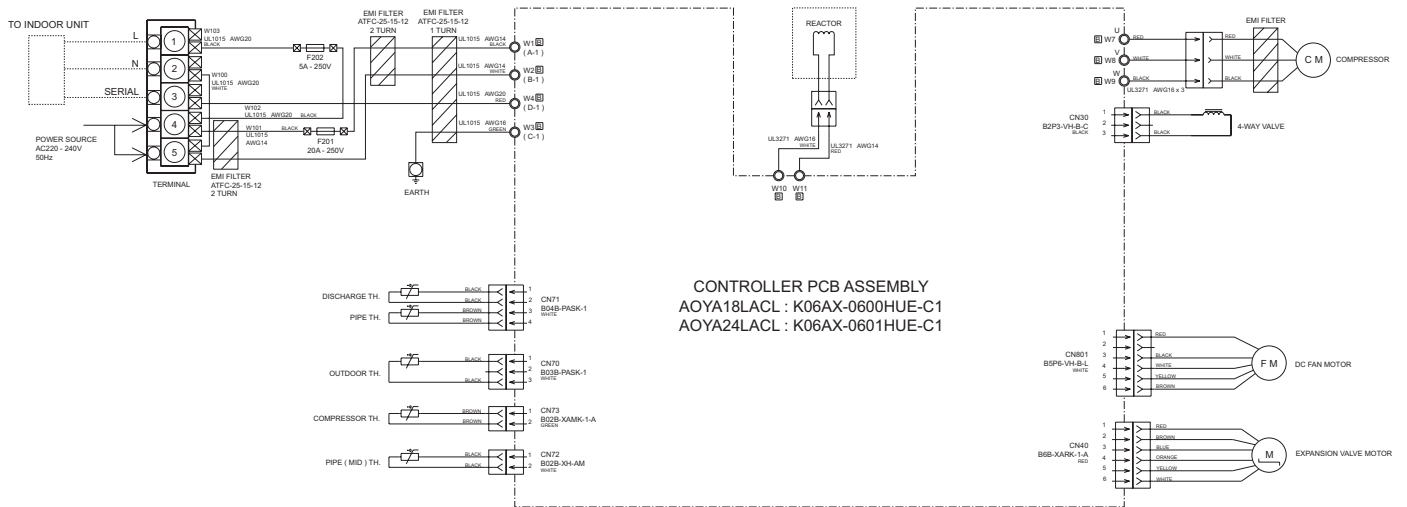 TO INDOOR UNIT
L
N
SERIAL
POWER SOURCE
AC220 - 240V
50Hz
1
2
3
4
5
TERMINAL
W103
UL1015 AWG20
BLACK
F202
5A - 250V
W100
UL1015 AWG20
WHITE
W102
UL1015 AWG20 BLACK
W101 BLACK
UL1015
AWG14
F201
20A - 250V
EMI FILTER
ATFC-25-15-12
2 TURN
EMI FILTER
ATFC-25-15-12
2 TURN
EMI FILTER
ATFC-25-15-12
1 TURN
UL1015 AWG14
BLACK
W1 B
( A-1 )
UL1015 AWG14
WHITE
W2 B
( B-1 )
UL1015 AWG20
RED
W4 B
( D-1 )
UL1015 AWG16
GREEN
W3 B
( C-1 )
EARTH
REACTOR
UL3271 AWG16
WHITE
UL3271 AWG14
RED
W10
B
W11
B
EMI FILTER
U
B W7 RED
V
B W8 WHITE WHITE
W
B W9 BLACK BLACK
UL3271 AWG16 x 3
C M
COMPRESSOR
CN30
B2P3-VH-B-C
BLACK
1
2
3
BLACK
BLACK
4-WAY VALVE
CONTROLLER PCB ASSEMBLY
AOYA18LACL : K06AX-0600HUE-C1
AOYA24LACL : K06AX-0601HUE-C1
DISCHARGE TH.
PIPE TH.
BLACK
BLACK
BROWN
BROWN
1
2
3
4
CN71
B04B-PASK-1
WHITE
OUTDOOR TH.
BLACK
BLACK
1
2
3
CN70
B03B-PASK-1
WHITE
COMPRESSOR TH.
BROWN
BROWN
1
2
CN73
B02B-XAMK-1-A
GREEN
PIPE ( MID ) TH.
BLACK
BLACK
1
2
CN72
B02B-XH-AM
WHITE
CN801
B5P6-VH-B-L
WHITE
1
2
3
4
5
6
RED
BLACK
WHITE
YELLOW
BROWN
F M
DC FAN MOTOR
CN40
B6B-XARK-1-A
RED
1
2
3
4
5
6
RED
BROWN
BLUE
ORANGE
YELLOW
WHITE
M
EXPANSION VALVE MOTOR